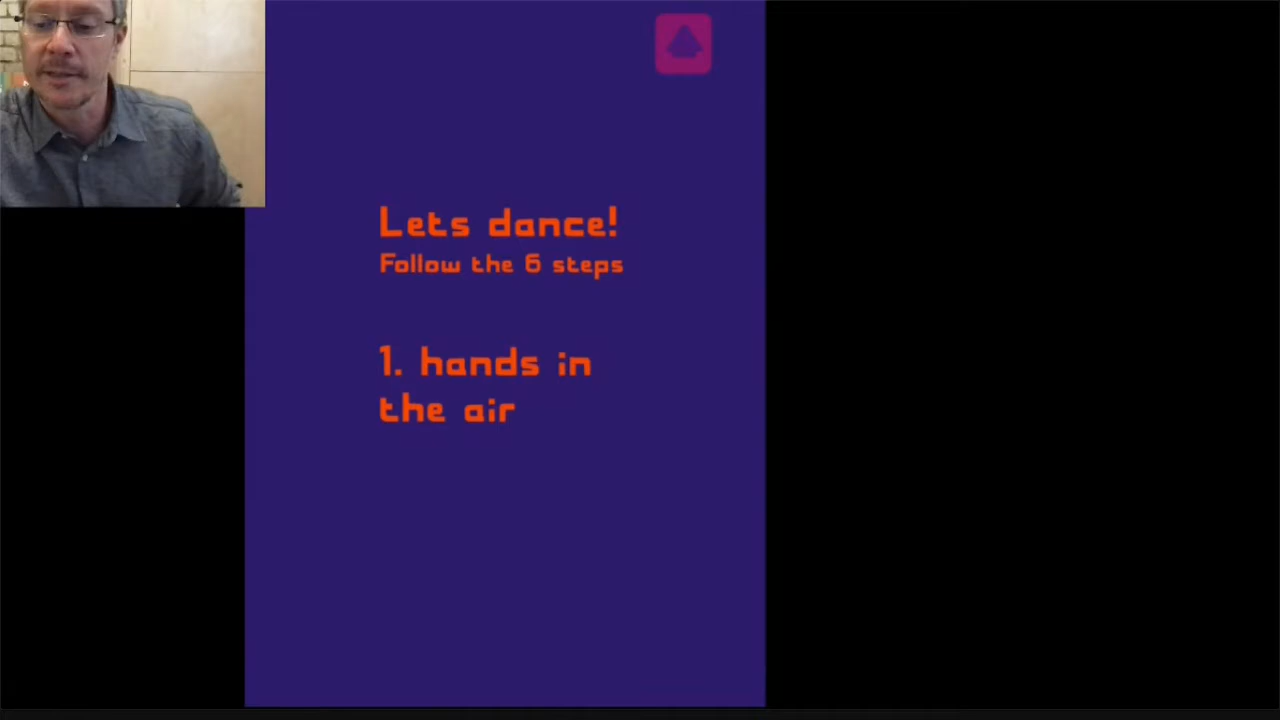 Lets dance!
Follow the 6 steps
1. hands in
the air